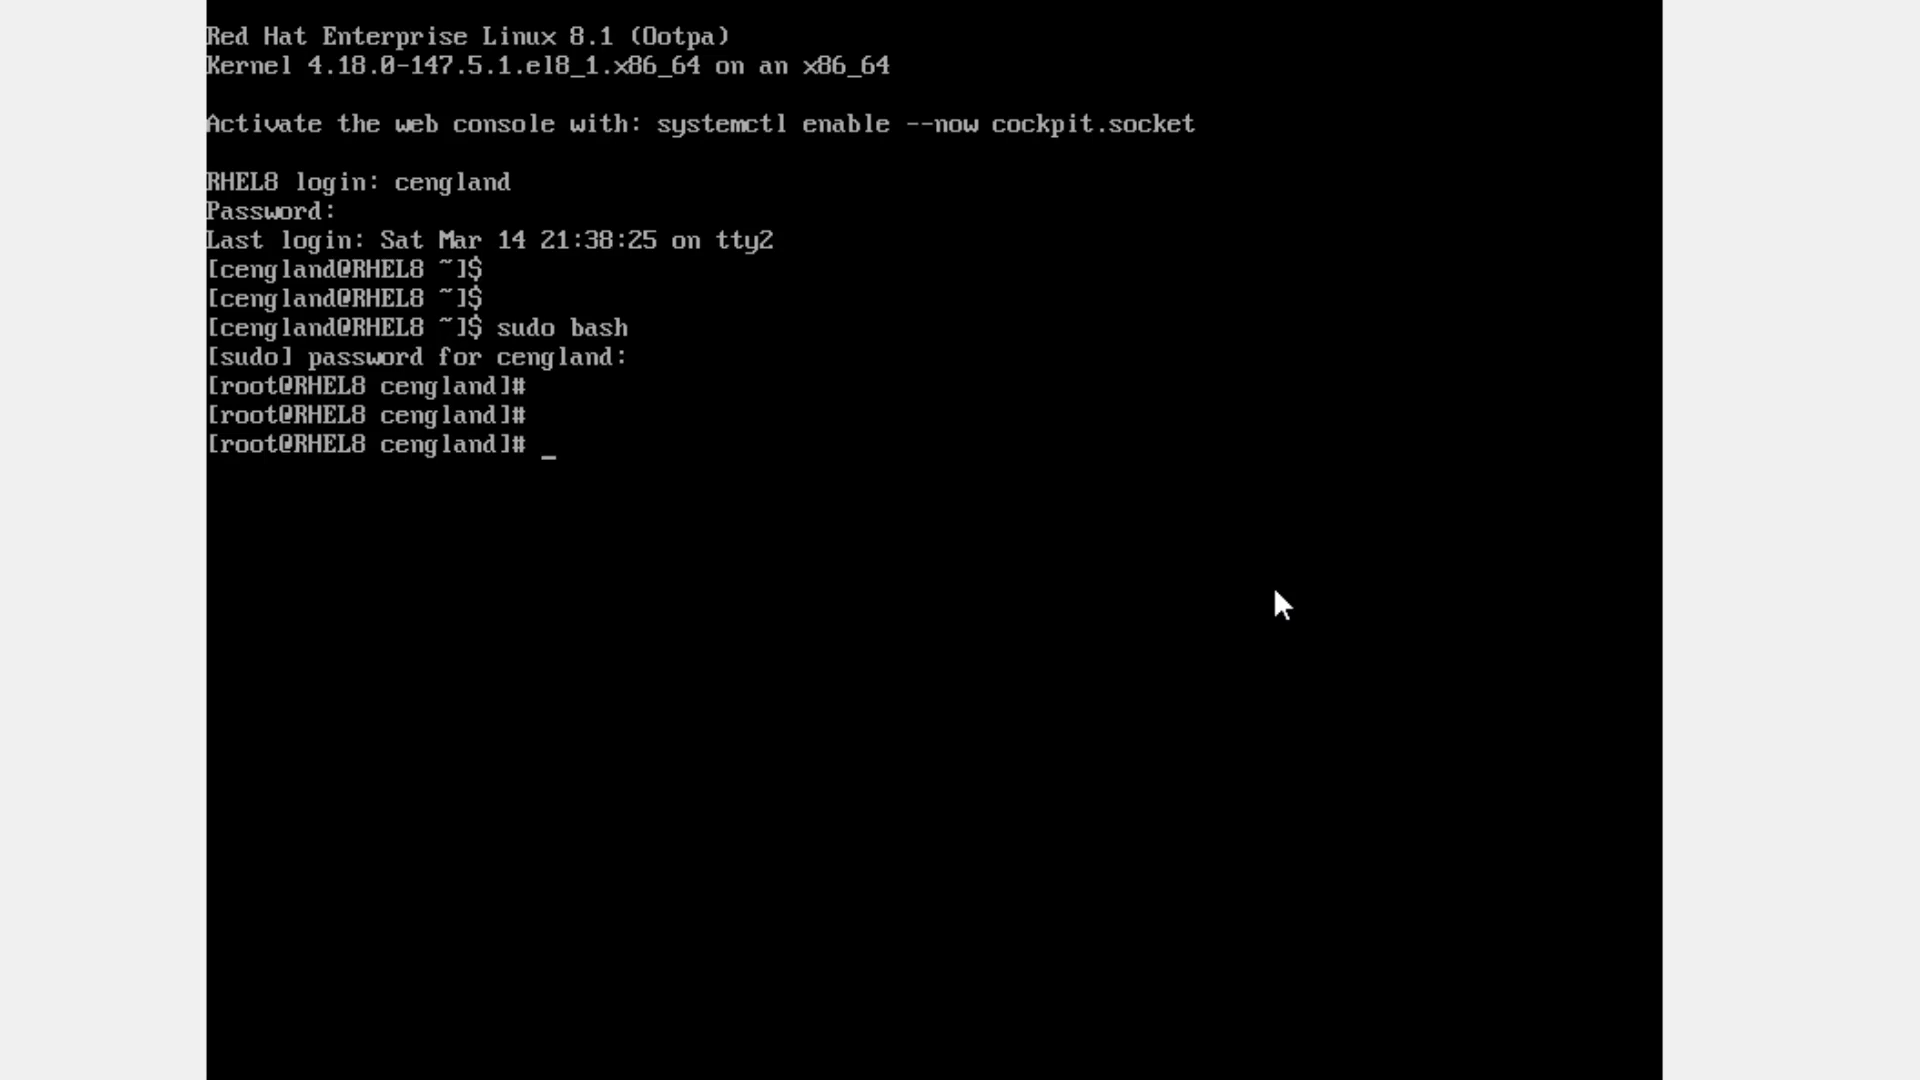 Red Hat Enterprise Linux 8.1 (Ootpa)
Kernel 4.18.0-147.5.1.el8_1.x86_64 on an x86_64
Activate the web console with: systemctl enable --now cockpit.socket
RHEL8 login: cengland
Password:
Last login: Sat Mar 14 21:38:25 on tty2
[cengland@RHEL8 ~]$
[cengland@RHEL8 ~]$
[cengland@RHEL8 ~]$ sudo bash
[sudo] password for cengland:
[root@RHEL8 cengland]#
[root@RHEL8 cengland]#
[root@RHEL8 cengland]# _